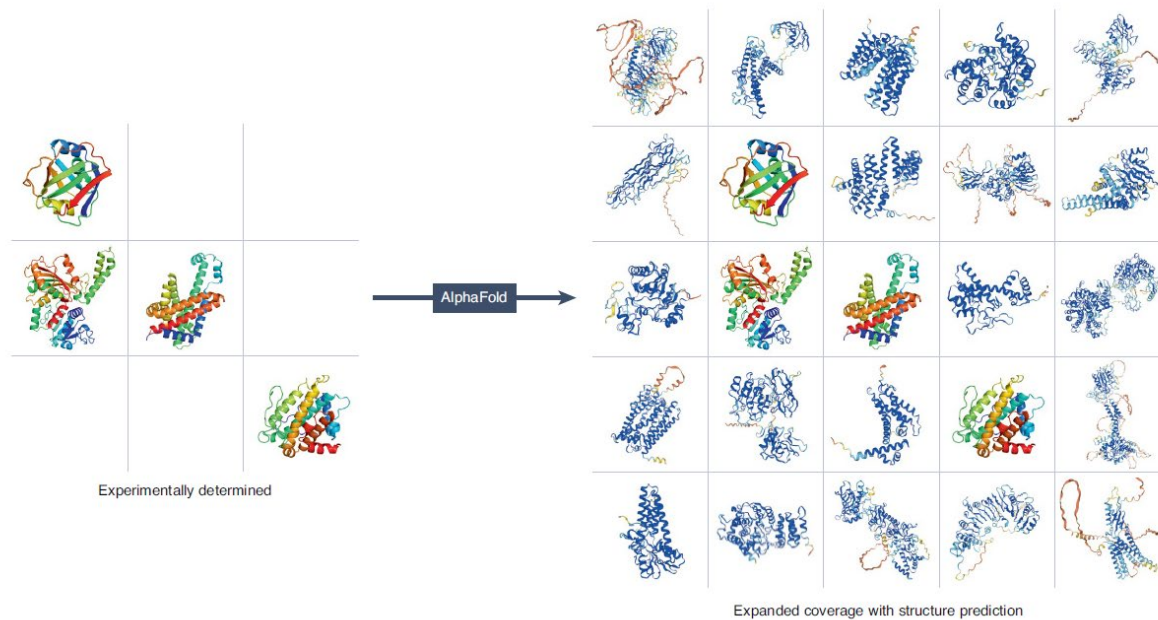 AlphaFold
Experimentally determined
Expanded coverage with structure prediction